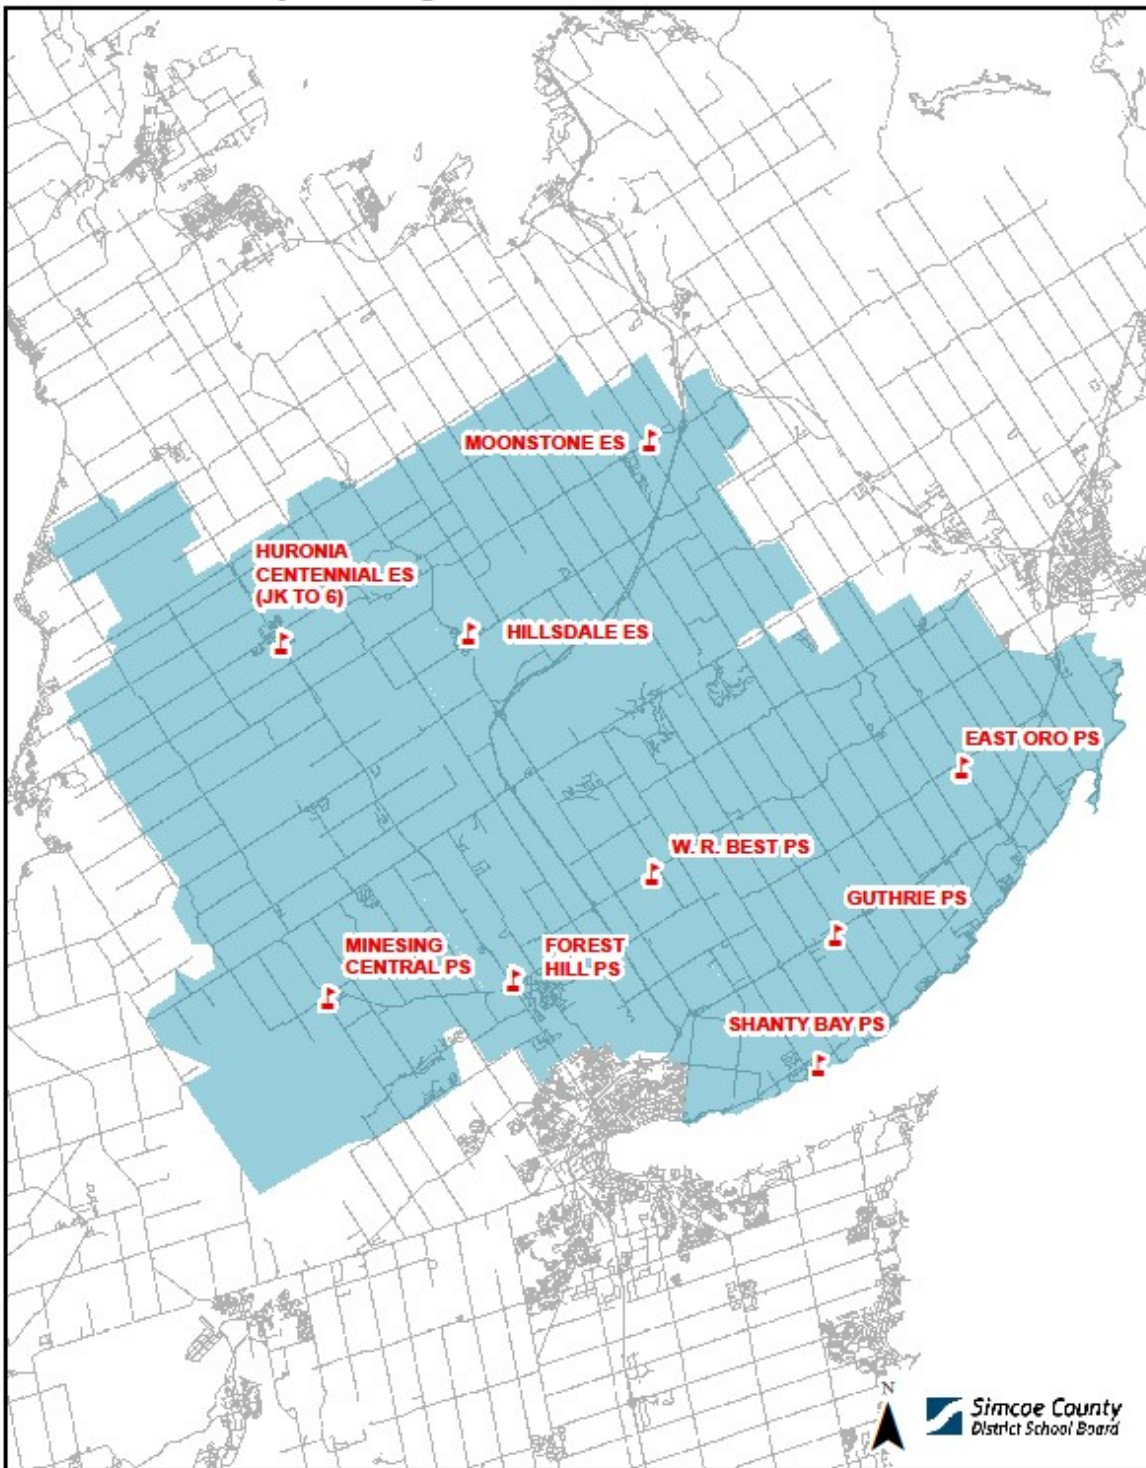 MOONSTONE ES
HURONIA
CENTENNIAL ES
(JK TO 6)
HILLSDALE ES
EAST ORO PS
W. R. BEST PS
GUTHRIE PS
MINESING
CENTRAL PS
FOREST
HILL PS
SHANTY BAY PS
N
Simcoe County
District School Board